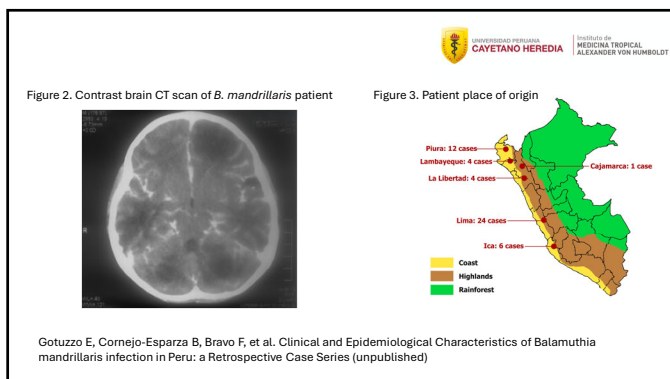 UNIVERSIDAD PERUANA
CAYETANO HEREDIA
Instituto de
MEDICINA TROPICAL
ALEXANDER VON HUMBOLDT
Figure 2. Contrast brain CT scan of B. mandrillaris patient
Figure 3. Patient place of origin
R
Piura: 12 cases
Lambayeque: 4 cases
Cajamarca: 1 case
La Libertad: 4 cases
Lima: 24 cases
Ica: 6 cases
Coast
Highlands
Rainforest
Gotuzzo E, Cornejo-Esparza B, Bravo F, et al. Clinical and Epidemiological Characteristics of Balamuthia
mandrillaris infection in Peru: a Retrospective Case Series (unpublished)